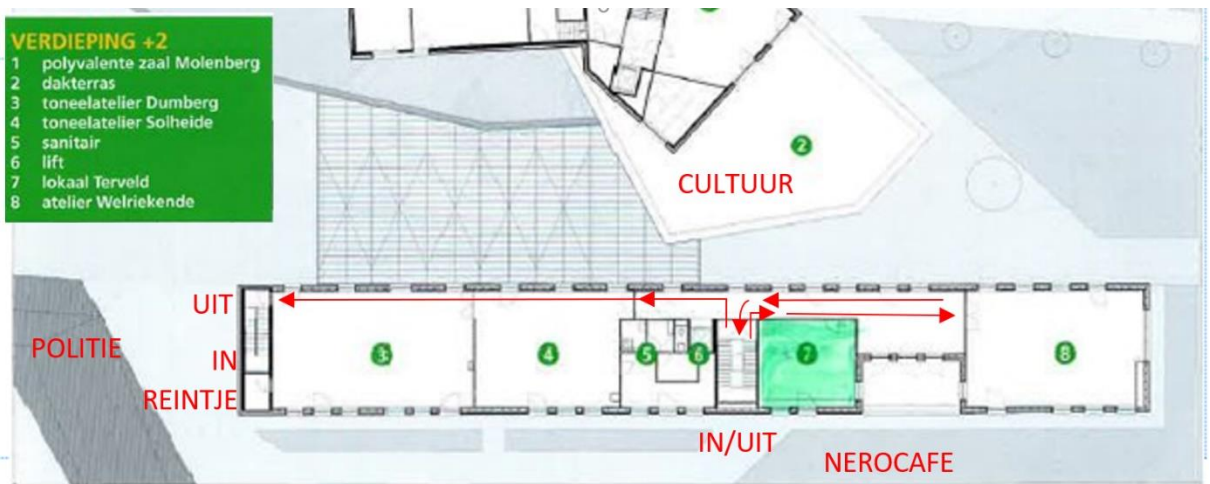 VERDIEPING +2
1 polyvalente zaal Molenberg
2 dakterras
3 toneelatelier Dumberg
4 toneelatelier Solheide
5 sanitair
6 lift
7 lokaal Terveld
8 atelier Welriekende
2
CULTUUR
UIT
POLITIE
IN
REINTJE
3
4
5
6
7
8
IN/UIT
NEROCAFE